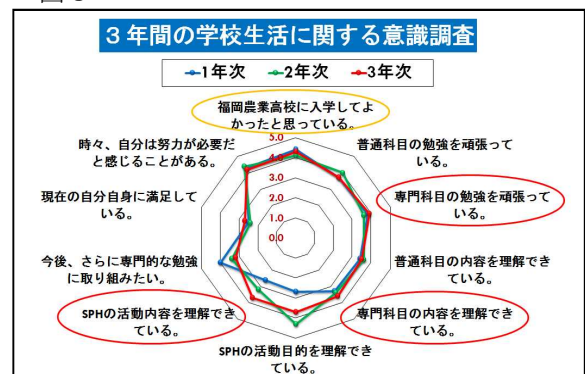 3年間の学校生活に関する意識調査
1年次 2年次 3年次
福岡農業高校に入学してよ
かったと思っている。
普通科目の勉強を頑張って
いる。
専門科目の勉強を頑張って
いる。
普通科目の内容を理解でき
ている。
専門科目の内容を理解でき
ている。
SPHの活動目的を理解でき
ている。
SPHの活動内容を理解でき
ている。
今後、さらに専門的な勉強
に取り組みたい。
現在の自分自身に満足して
いる。
時々、自分は努力が必要だ
と感じることがある。
5.0
4.0
3.0
2.0
1.0
0.0